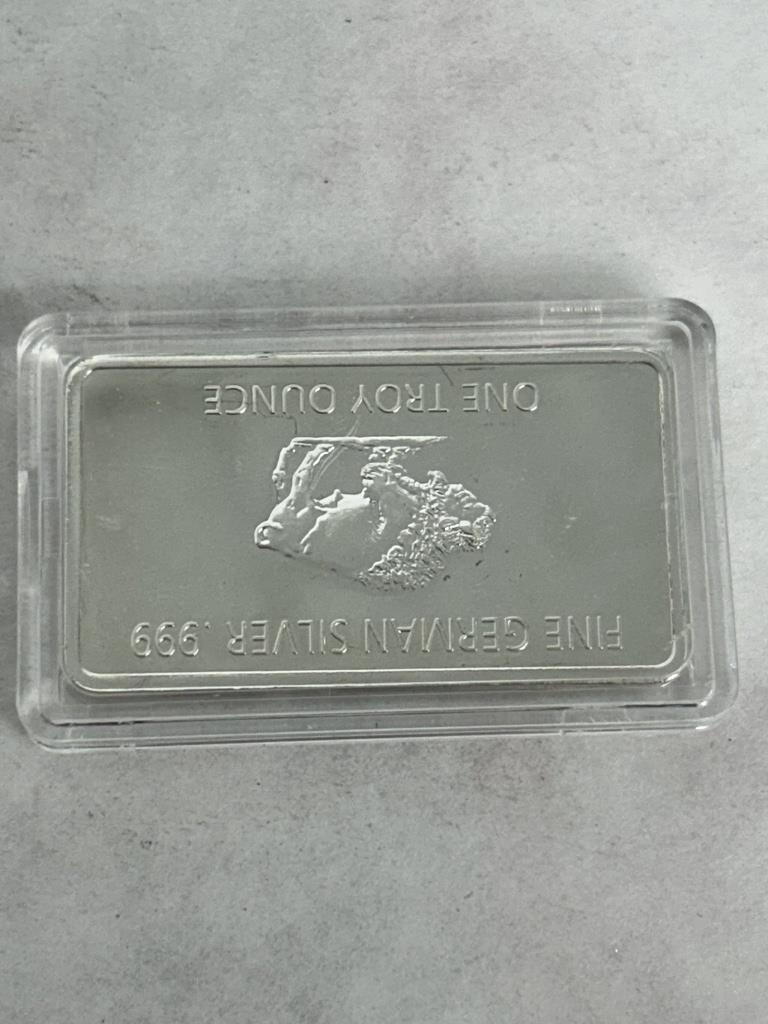 FINE GERMAN SILVER .999
ONE TROY OUNCE